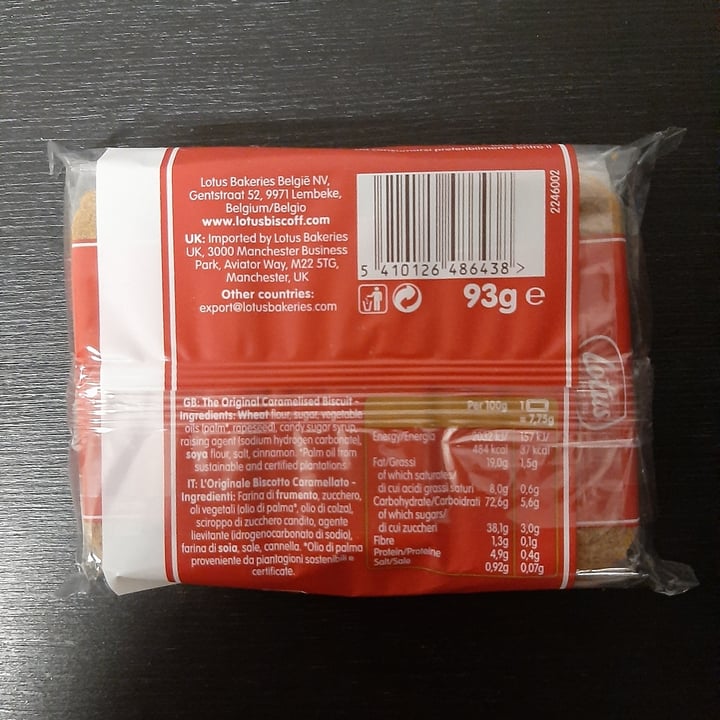 Lotus Bakeries België NV,
Gentstraat 52, 9971 Lembeke,
Belgium/Belgio
www.lotusbiscoff.com
UK: Imported by Lotus Bakeries
UK, 3000 Manchester Business
Park, Aviator Way, M22 5TG,
Manchester, UK
Other countries:
export@lotusbakeries.com
preferibilmente entro il
2246002
5 410126 486438 >
93g e
Lotus
GB: The Original Caramelised Biscuit -
Ingredients: Wheat flour, sugar, vegetable
oils (palm*, rapeseed), candy sugar syrup,
raising agent (sodium hydrogen carbonate),
soya flour, salt, cinnamon. *Palm oil from
sustainable and certified plantations
IT: L'Originale Biscotto Caramellato -
Ingredienti: Farina di frumento, zucchero,
oli vegetali (olio di palma*, olio di colza),
sciroppo di zucchero candito, agente
lievitante (idrogenocarbonato di sodio),
farina di soia, sale, cannella. *Olio di palma
proveniente da piantagioni sostenibili e
certificate.
Per 100g 1
= 7,75g
Energy/Energia 2032 kJ/ 157 kJ/
484 kcal 37 kcal
Fat/Grassi 19,0g 1,5g
of which saturates/
di cui acidi grassi saturi 8,0g 0,6g
Carbohydrate/Carboidrati 72,6g 5,6g
of which sugars/
di cui zuccheri 38,1g 3,0g
Fibre 1,3g 0,1g
Protein/Proteine 4,9g 0,4g
Salt/Sale 0,92g 0,07g